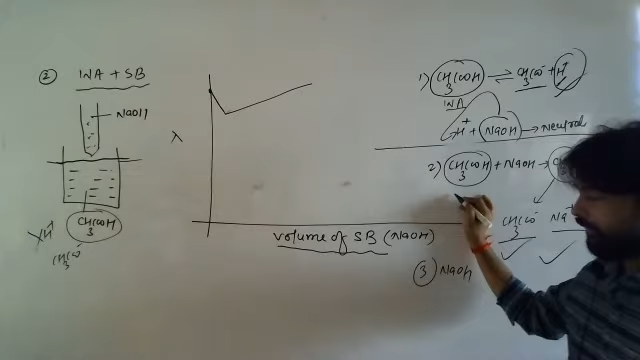 ② WA + SB
NaOH
CH3COOH
XH+
CH3COO-
λ
Volume of SB (NaOH)
1) CH3COOH ⇌ CH3COO- + H+
WA
H+ + NaOH → Neutral
2) CH3COOH + NaOH →
CH3COO- Na+
③ NaOH